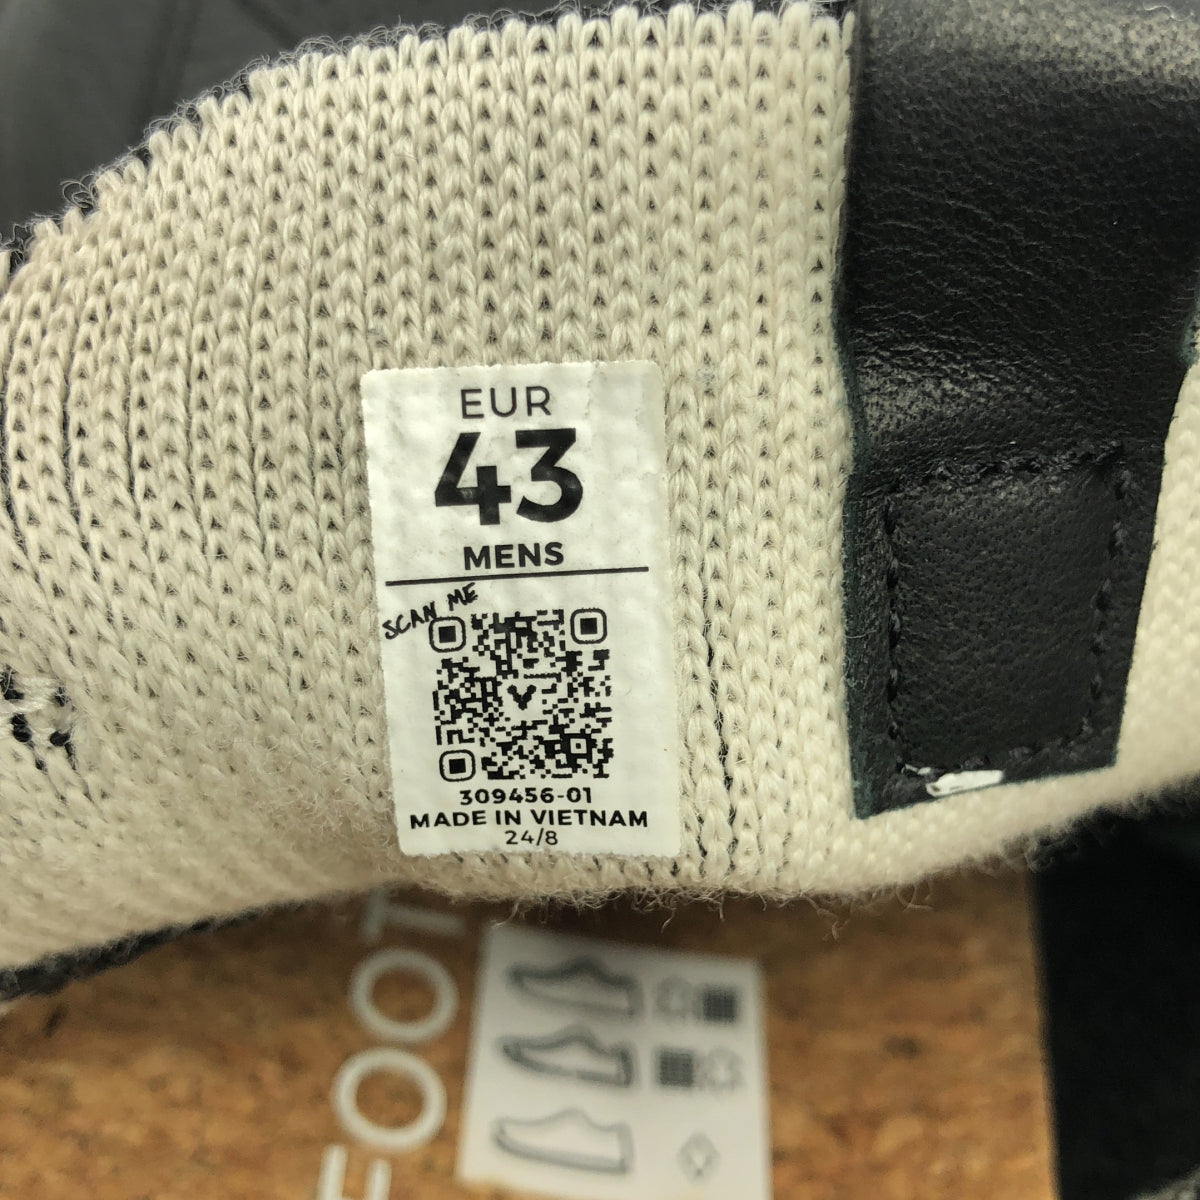 EUR
43
MENS
SCAN ME
309456-01
MADE IN VIETNAM
24/8
FOOT